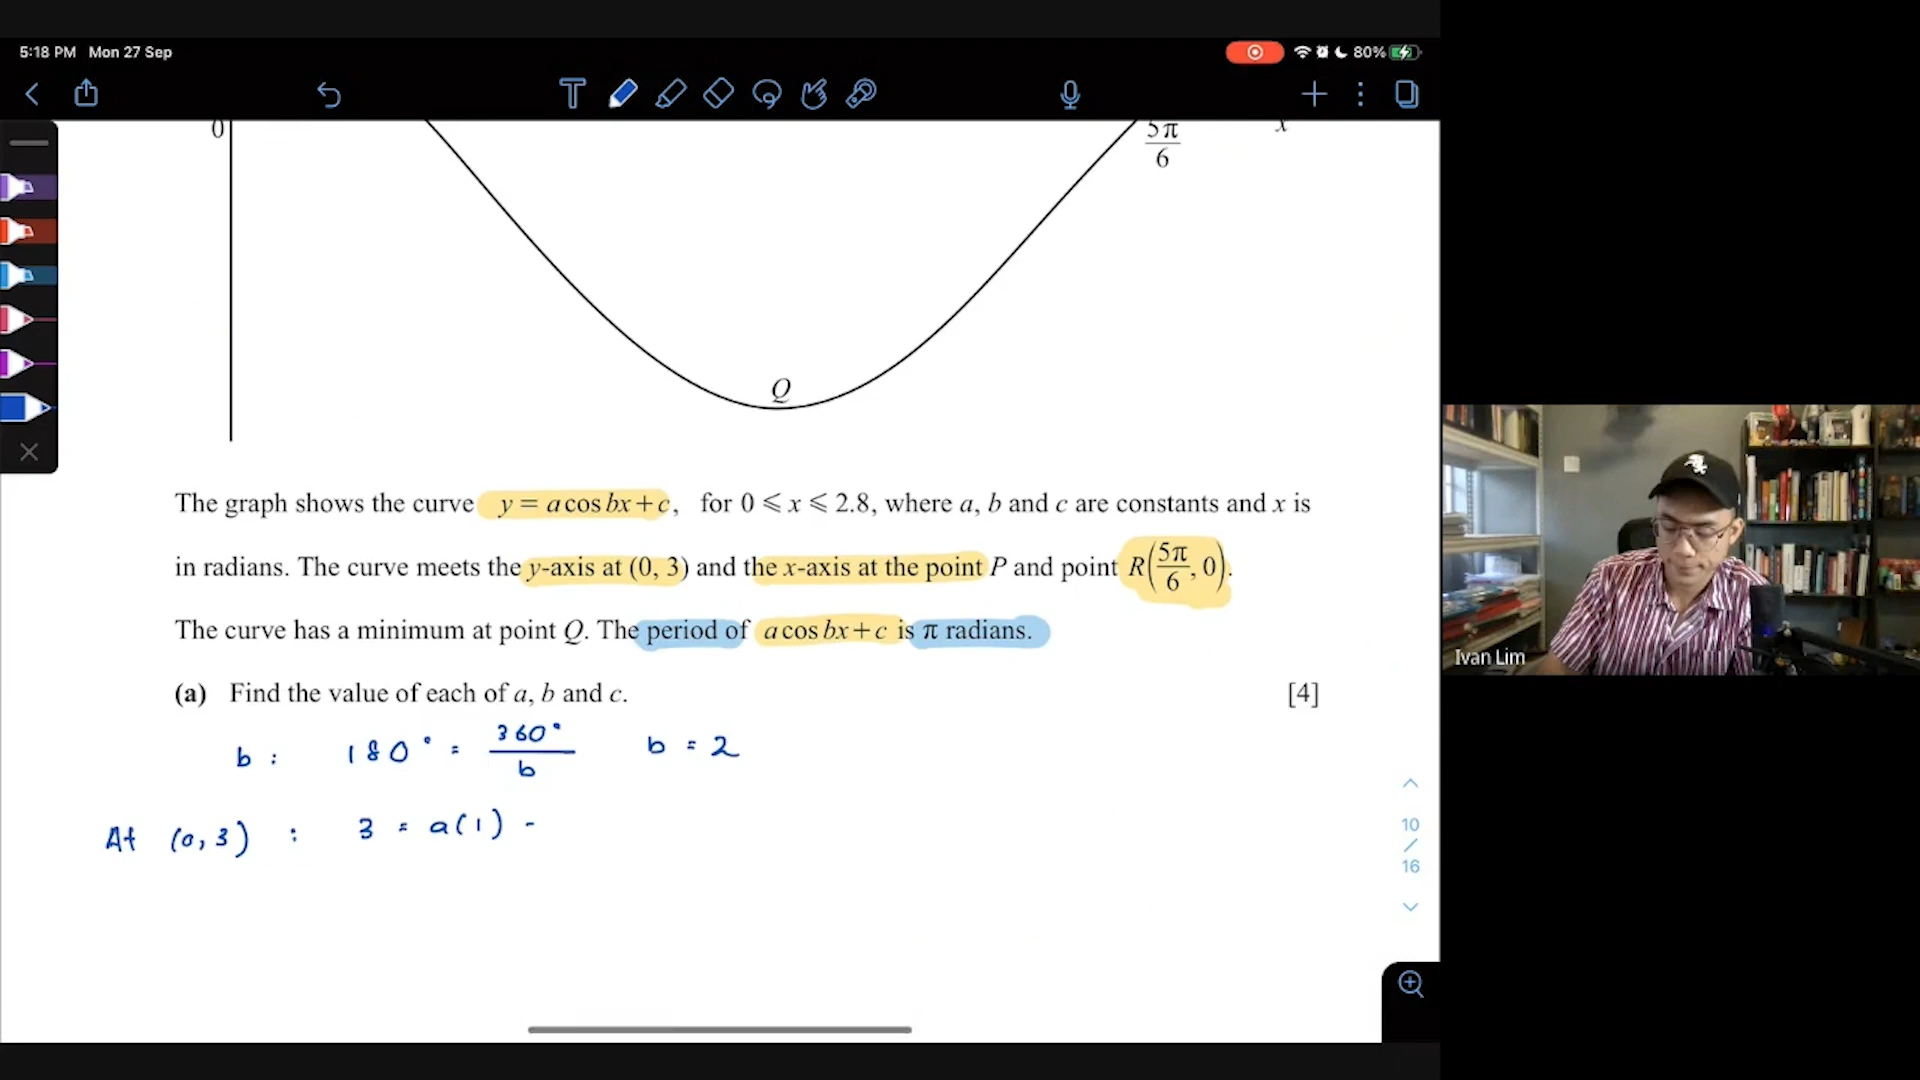 5:18 PM Mon 27 Sep
80%
0
5π/6
x
Q
The graph shows the curve y = a cos bx + c, for 0 ⩽ x ⩽ 2.8, where a, b and c are constants and x is
in radians. The curve meets the y-axis at (0, 3) and the x-axis at the point P and point R(5π/6, 0).
The curve has a minimum at point Q. The period of a cos bx + c is π radians.
(a) Find the value of each of a, b and c. [4]
b : 180° = 360°/b b = 2
At (0, 3) : 3 = a(1) -
10
/
16
Ivan Lim